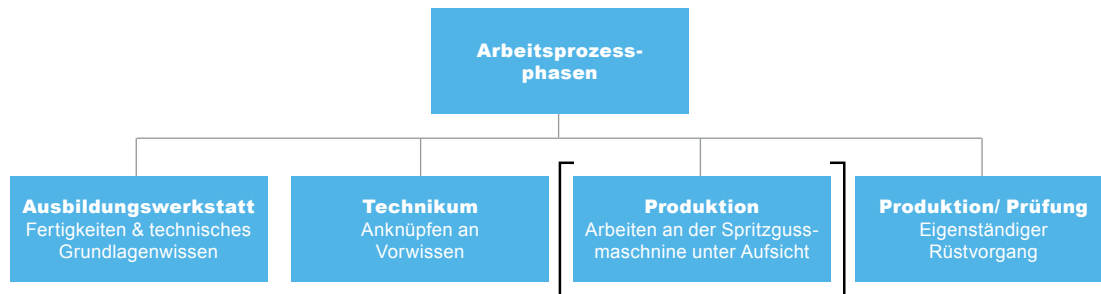 Arbeitsprozess-
phasen
Ausbildungswerkstatt
Fertigkeiten & technisches
Grundlagenwissen
Technikum
Anknüpfen an
Vorwissen
Produktion
Arbeiten an der Spritzguss-
maschnine unter Aufsicht
Produktion/ Prüfung
Eigenständiger
Rüstvorgang